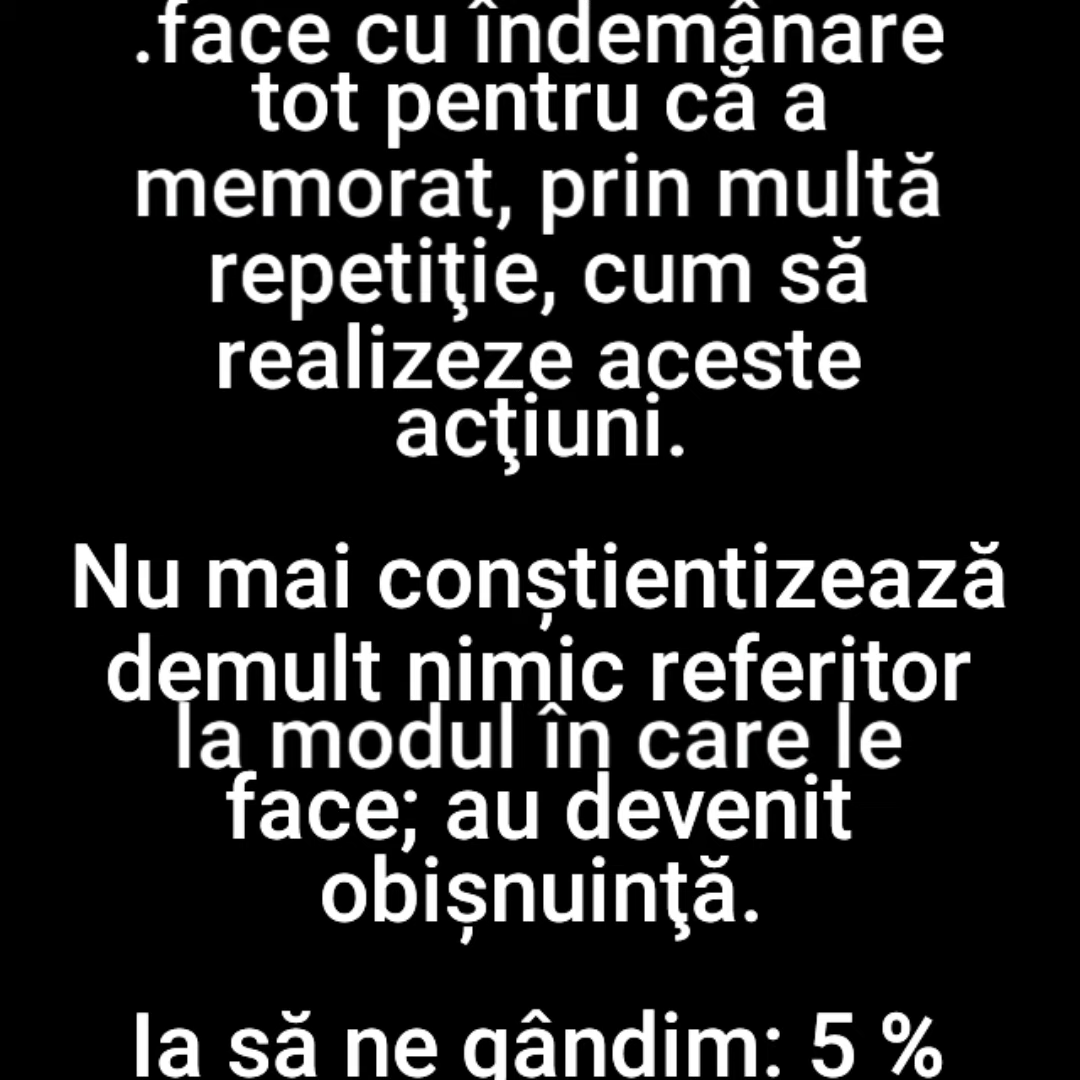 .face cu îndemânare
tot pentru că a
memorat, prin multă
repetiţie, cum să
realizeze aceste
acţiuni.
Nu mai conștientizează
demult nimic referitor
la modul în care le
face; au devenit
obișnuinţă.
Ia să ne gândim: 5 %